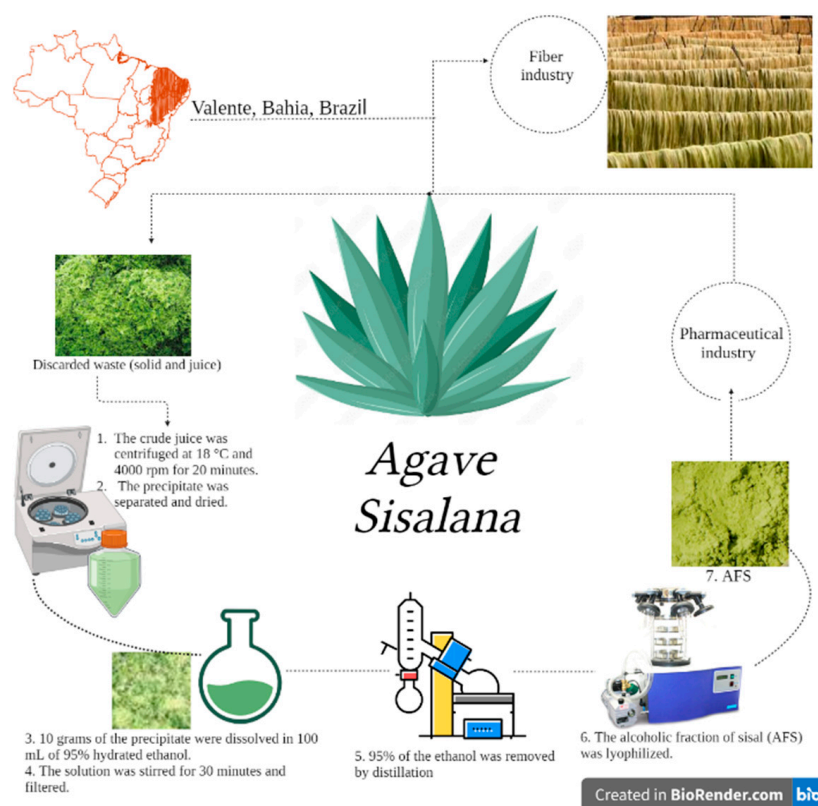 Fiber
industry
Valente, Bahia, Brazil
Pharmaceutical
industry
Discarded waste (solid and juice)
1. The crude juice was
centrifuged at 18 °C and
4000 rpm for 20 minutes.
2. The precipitate was
separated and dried.
Agave
Sisalana
7. AFS
3. 10 grams of the precipitate were dissolved in 100
mL of 95% hydrated ethanol.
4. The solution was stirred for 30 minutes and
filtered.
5. 95% of the ethanol was removed
by distillation
6. The alcoholic fraction of sisal (AFS)
was lyophilized.
Created in BioRender.com bio